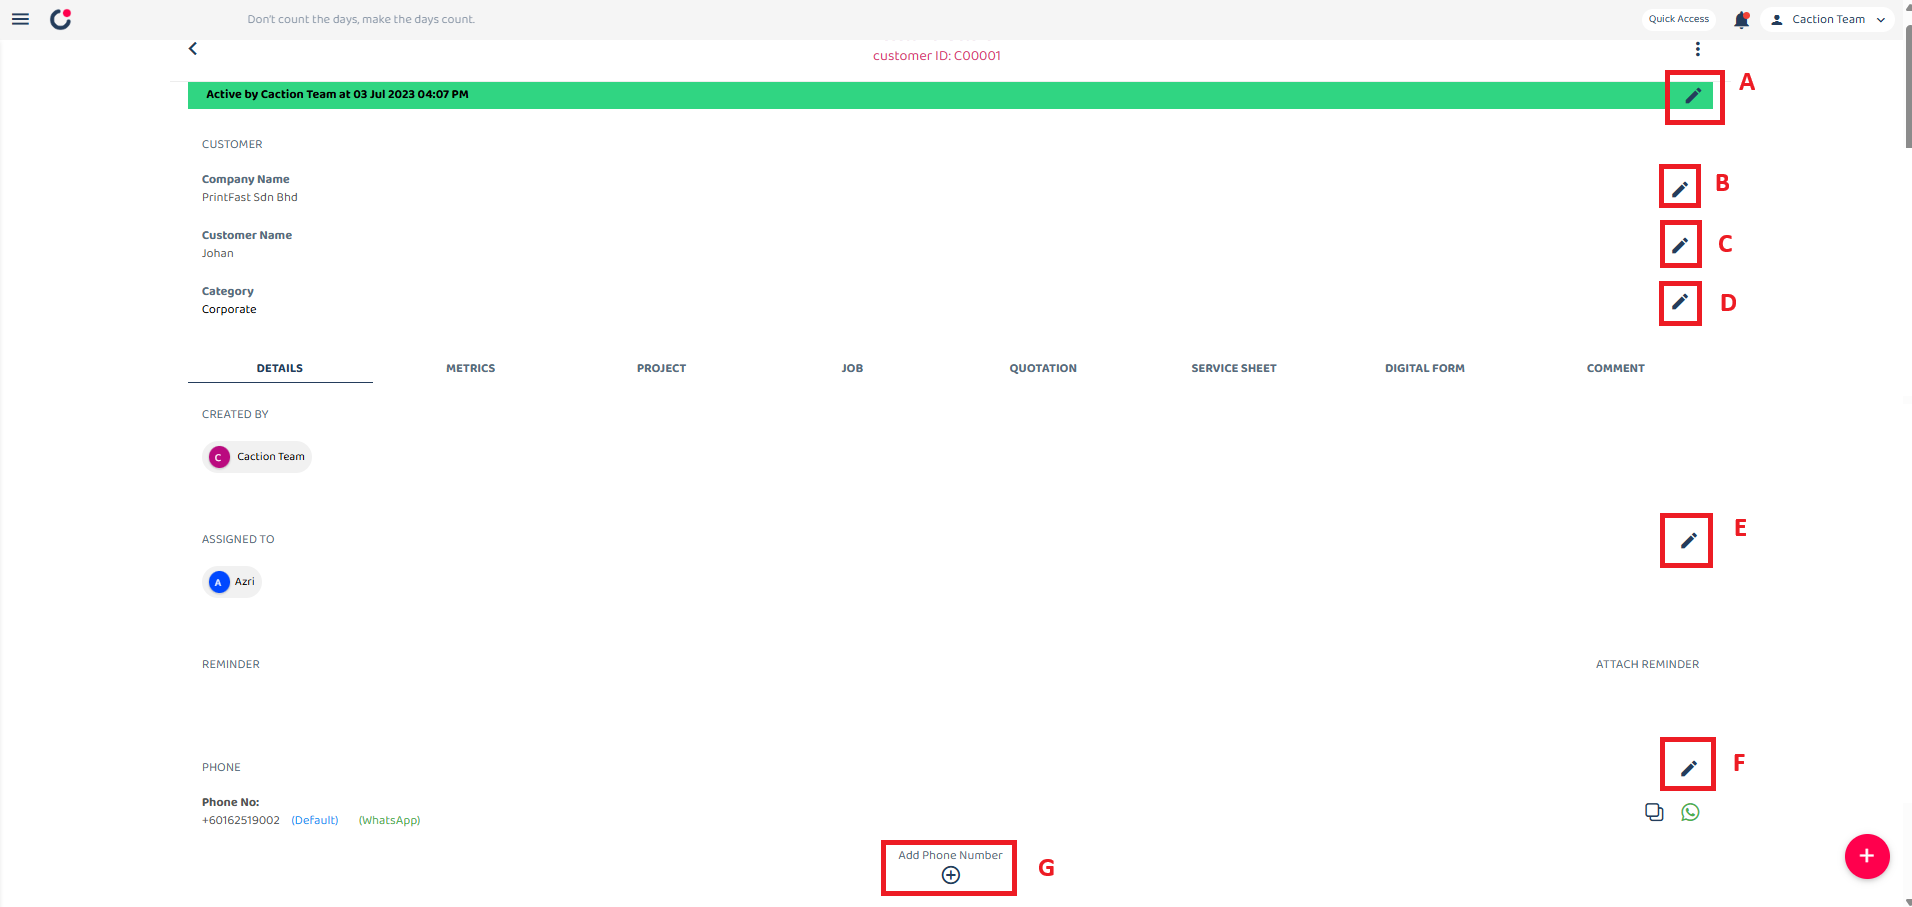 Don't count the days, make the days count.
Quick Access
Caction Team
customer ID: C00001
Active by Caction Team at 03 Jul 2023 04:07 PM
A
CUSTOMER
Company Name
PrintFast Sdn Bhd
B
Customer Name
Johan
C
Category
Corporate
D
DETAILS METRICS PROJECT JOB QUOTATION SERVICE SHEET DIGITAL FORM COMMENT
CREATED BY
C Caction Team
ASSIGNED TO
E
A Azri
REMINDER ATTACH REMINDER
PHONE
F
Phone No:
+60162519002 (Default) (WhatsApp)
Add Phone Number
G